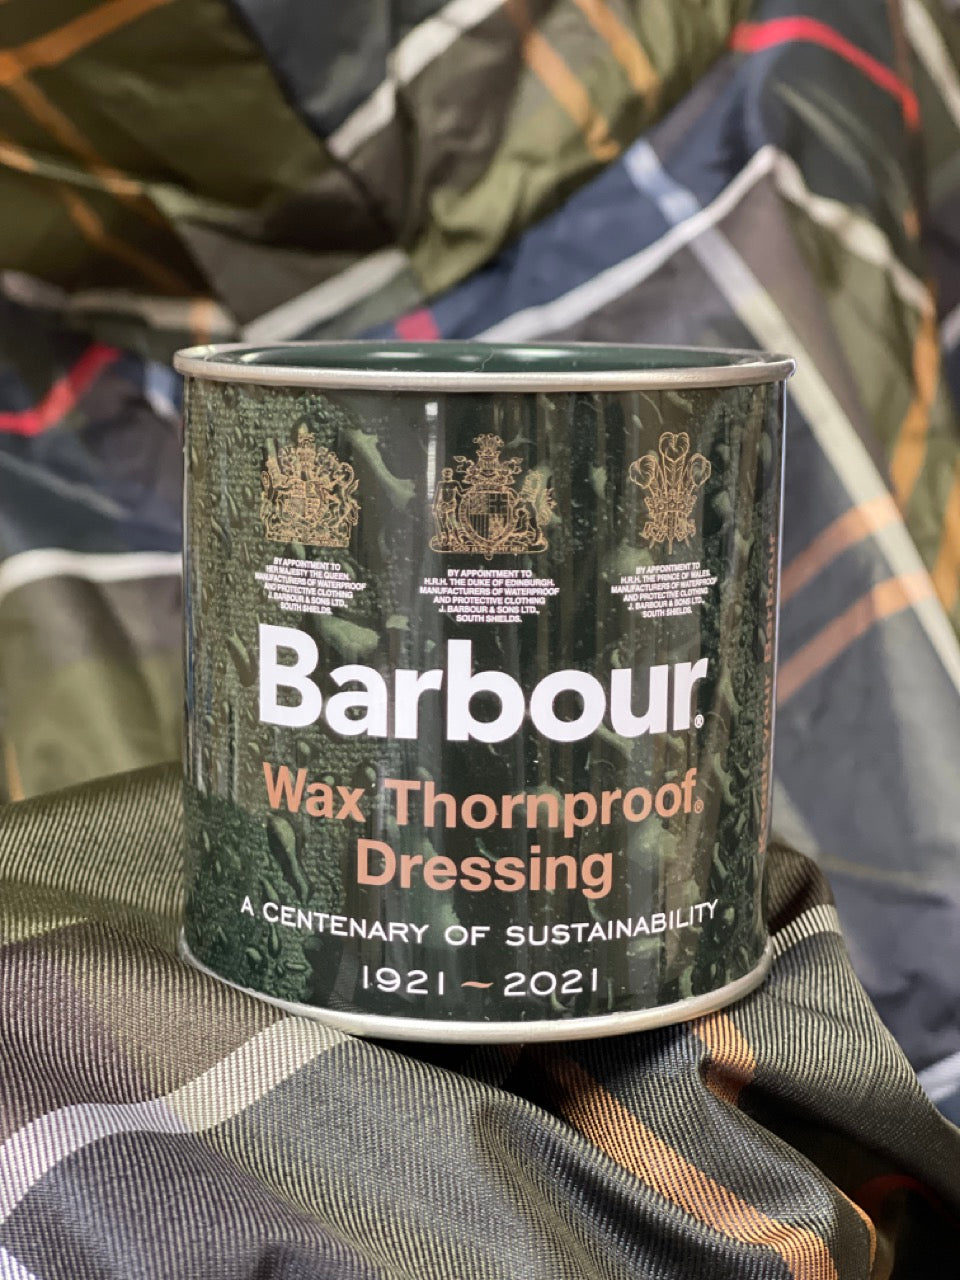 BY APPOINTMENT TO
HER MAJESTY THE QUEEN.
MANUFACTURERS OF WATERPROOF
AND PROTECTIVE CLOTHING
J. BARBOUR & SONS LTD.,
SOUTH SHIELDS.
BY APPOINTMENT TO
H.R.H. THE DUKE OF EDINBURGH.
MANUFACTURERS OF WATERPROOF
AND PROTECTIVE CLOTHING
J. BARBOUR & SONS LTD.,
SOUTH SHIELDS.
BY APPOINTMENT TO
H.R.H. THE PRINCE OF WALES.
MANUFACTURERS OF WATERPROOF
AND PROTECTIVE CLOTHING
J. BARBOUR & SONS LTD.,
SOUTH SHIELDS.
Barbour®
Wax Thornproof®
Dressing
A CENTENARY OF SUSTAINABILITY
1921 ~ 2021
your Barbour